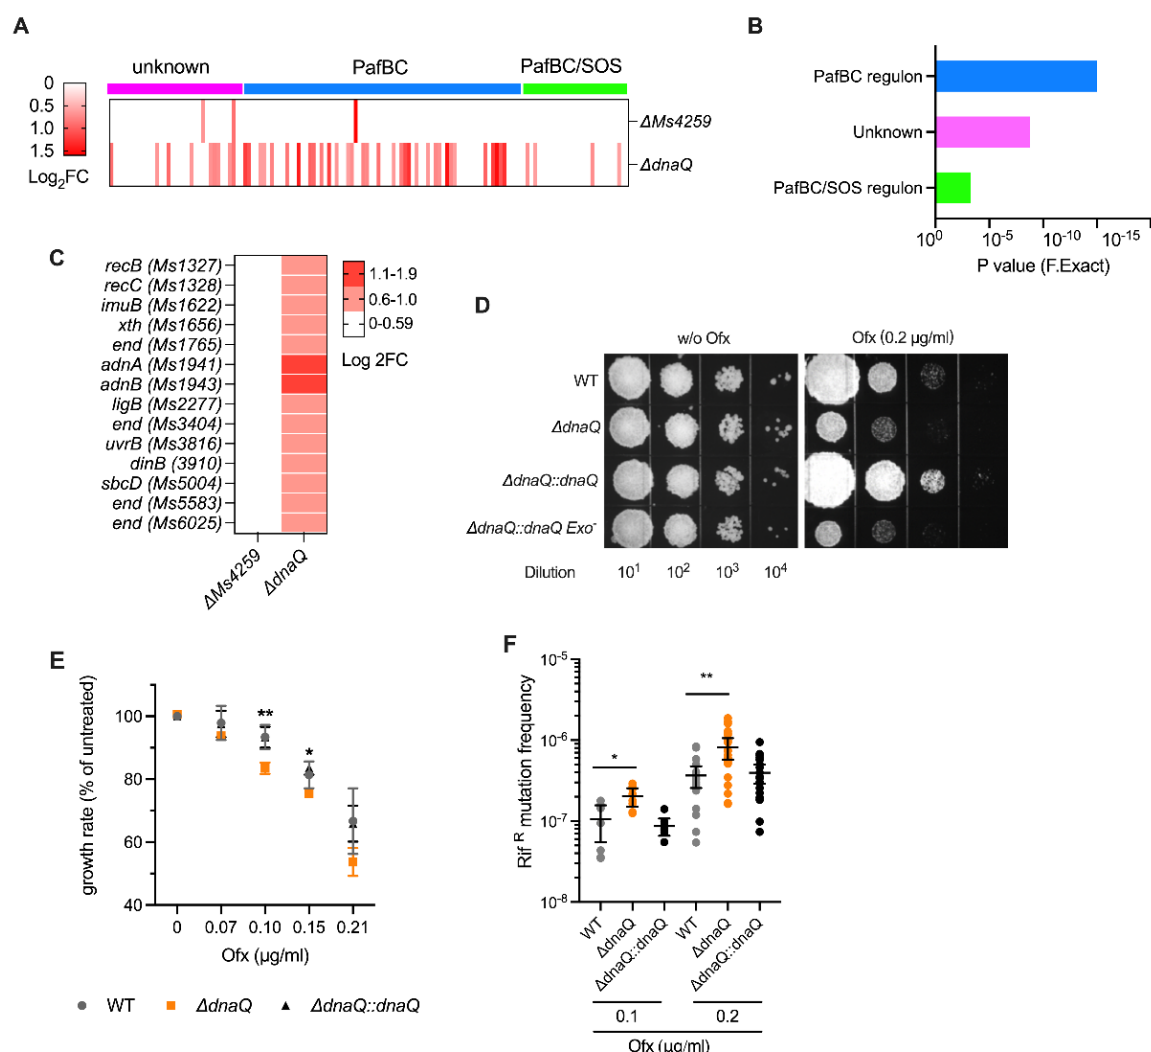 A
unknown
PafBC
PafBC/SOS
0
0.5
1.0
1.5
Log2FC
ΔMs4259
ΔdnaQ
B
PafBC regulon
Unknown
PafBC/SOS regulon
10⁰ 10⁻⁵ 10⁻¹⁰ 10⁻¹⁵
P value (F.Exact)
C
recB (Ms1327)
recC (Ms1328)
imuB (Ms1622)
xth (Ms1656)
end (Ms1765)
adnA (Ms1941)
adnB (Ms1943)
ligB (Ms2277)
end (Ms3404)
uvrB (Ms3816)
dinB (3910)
sbcD (Ms5004)
end (Ms5583)
end (Ms6025)
ΔMs4259
ΔdnaQ
1.1-1.9
0.6-1.0
0-0.59
Log 2FC
D
w/o Ofx
Ofx (0.2 µg/ml)
WT
ΔdnaQ
ΔdnaQ::dnaQ
ΔdnaQ::dnaQ Exo⁻
Dilution 10¹ 10² 10³ 10⁴
E
growth rate (% of untreated)
100
80
60
40
**
*
0 0.07 0.10 0.15 0.21
Ofx (µg/ml)
WT ΔdnaQ ΔdnaQ::dnaQ
F
Rif R mutation frequency
10⁻⁵
10⁻⁶
10⁻⁷
10⁻⁸
*
**
WT
ΔdnaQ
ΔdnaQ::dnaQ
WT
ΔdnaQ
ΔdnaQ::dnaQ
0.1 0.2
Ofx (µg/ml)